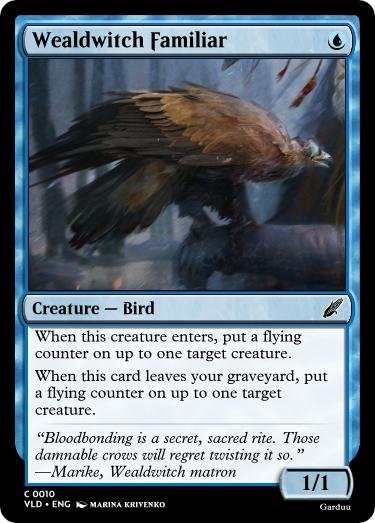 Wealdwitch Familiar
Creature — Bird
When this creature enters, put a flying
counter on up to one target creature.
When this card leaves your graveyard, put
a flying counter on up to one target
creature.
“Bloodbonding is a secret, sacred rite. Those
damnable crows will regret twisting it so.”
—Marike, Wealdwitch matron
1/1
C 0010
VLD • ENG MARINA KRIVENKO
Garduu